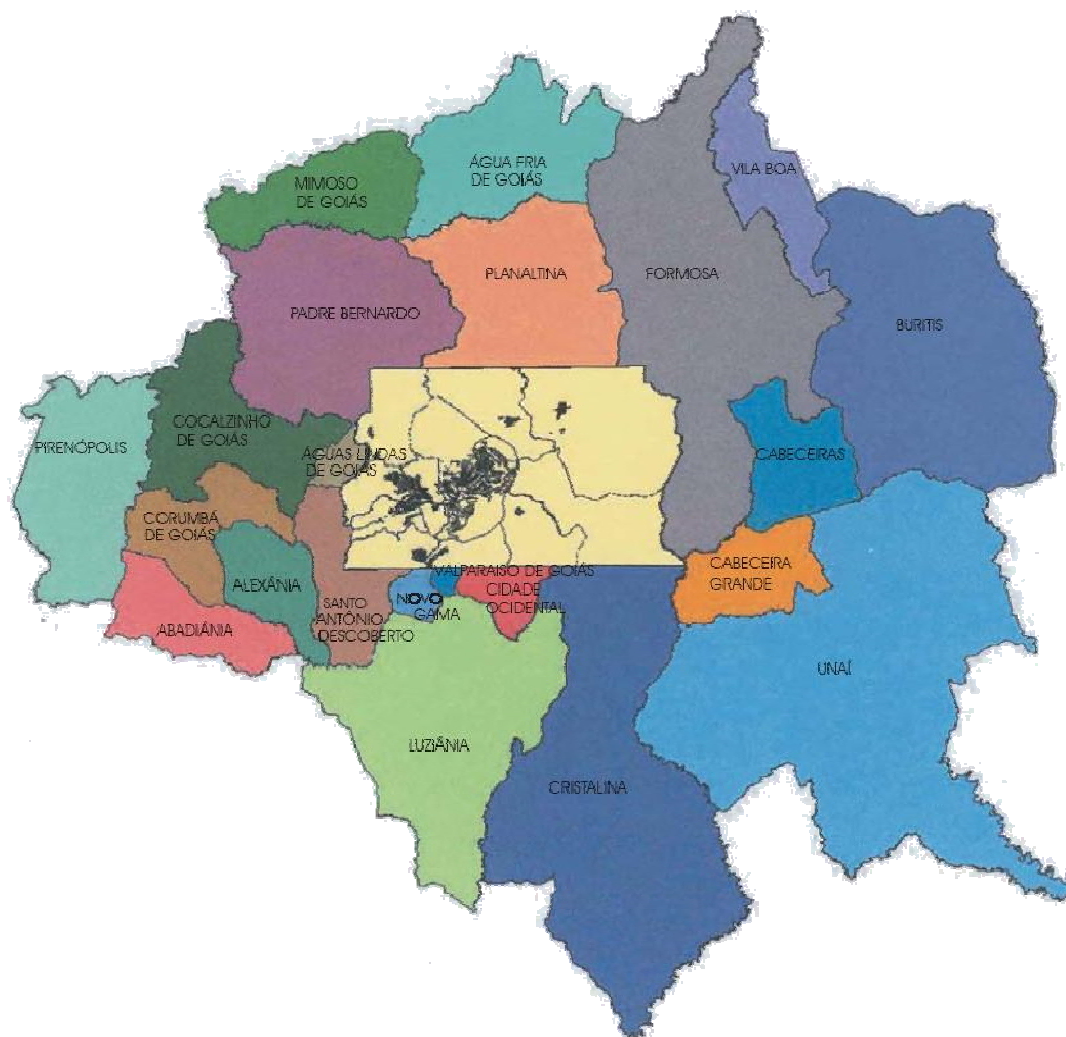 ÁGUA FRIA
DE GOIÁS
VILA BOA
MIMOSO
DE GOIÁS
PLANALTINA
FORMOSA
PADRE BERNARDO
BURITIS
COCALZINHO
DE GOIÁS
PIRENÓPOLIS
ÁGUAS LINDAS
DE GOIÁS
CABECEIRAS
CORUMBÁ
DE GOIÁS
ALEXÂNIA
VALPARAISO DE GOIÁS
CABECEIRA
GRANDE
CIDADE
OCIDENTAL
NOVO
GAMA
SANTO
ANTÔNIO
DESCOBERTO
ABADIÂNIA
UNAÍ
LUZIÂNIA
CRISTALINA